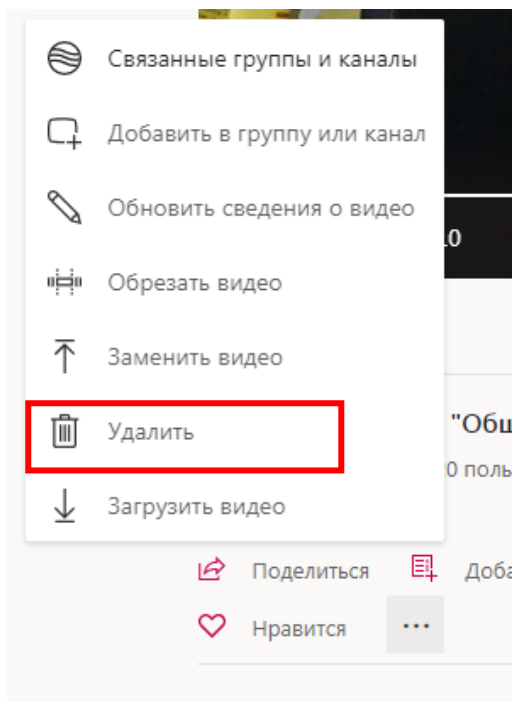 Связанные группы и каналы
Добавить в группу или канал
Обновить сведения о видео
Обрезать видео
Заменить видео
Удалить
Загрузить видео
Поделиться
Нравится